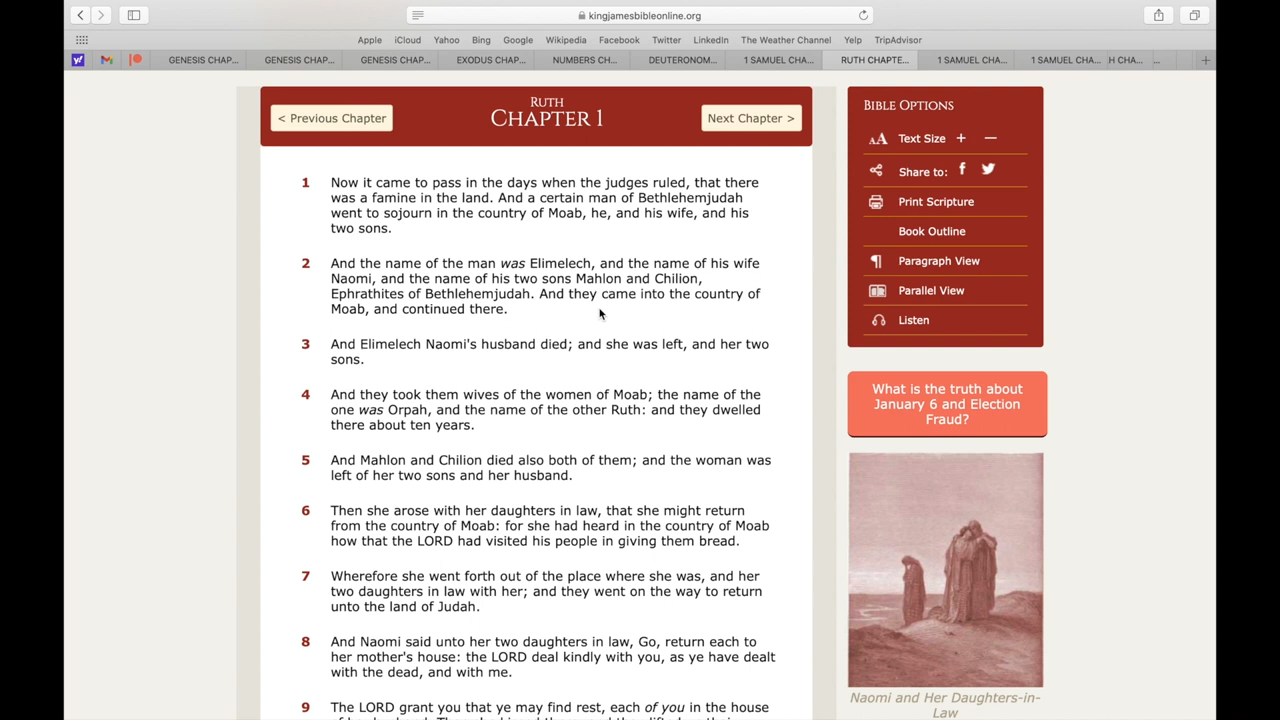 kingjamesbibleonline.org
Apple iCloud Yahoo Bing Google Wikipedia Facebook Twitter LinkedIn The Weather Channel Yelp TripAdvisor
GENESIS CHAP... GENESIS CHAP... GENESIS CHAP... EXODUS CHAP... NUMBERS CH... DEUTERONOM... 1 SAMUEL CHA... RUTH CHAPTE... 1 SAMUEL CHA... 1 SAMUEL CHA... H CHA... ...
RUTH
< Previous Chapter CHAPTER 1 Next Chapter >
1 Now it came to pass in the days when the judges ruled, that there
was a famine in the land. And a certain man of Bethlehemjudah
went to sojourn in the country of Moab, he, and his wife, and his
two sons.
2 And the name of the man was Elimelech, and the name of his wife
Naomi, and the name of his two sons Mahlon and Chilion,
Ephrathites of Bethlehemjudah. And they came into the country of
Moab, and continued there.
3 And Elimelech Naomi's husband died; and she was left, and her two
sons.
4 And they took them wives of the women of Moab; the name of the
one was Orpah, and the name of the other Ruth: and they dwelled
there about ten years.
5 And Mahlon and Chilion died also both of them; and the woman was
left of her two sons and her husband.
6 Then she arose with her daughters in law, that she might return
from the country of Moab: for she had heard in the country of Moab
how that the LORD had visited his people in giving them bread.
7 Wherefore she went forth out of the place where she was, and her
two daughters in law with her; and they went on the way to return
unto the land of Judah.
8 And Naomi said unto her two daughters in law, Go, return each to
her mother's house: the LORD deal kindly with you, as ye have dealt
with the dead, and with me.
9 The LORD grant you that ye may find rest, each of you in the house
BIBLE OPTIONS
AA Text Size + −
Share to:
Print Scripture
Book Outline
¶ Paragraph View
Parallel View
Listen
What is the truth about
January 6 and Election
Fraud?
Naomi and Her Daughters-in-
Law